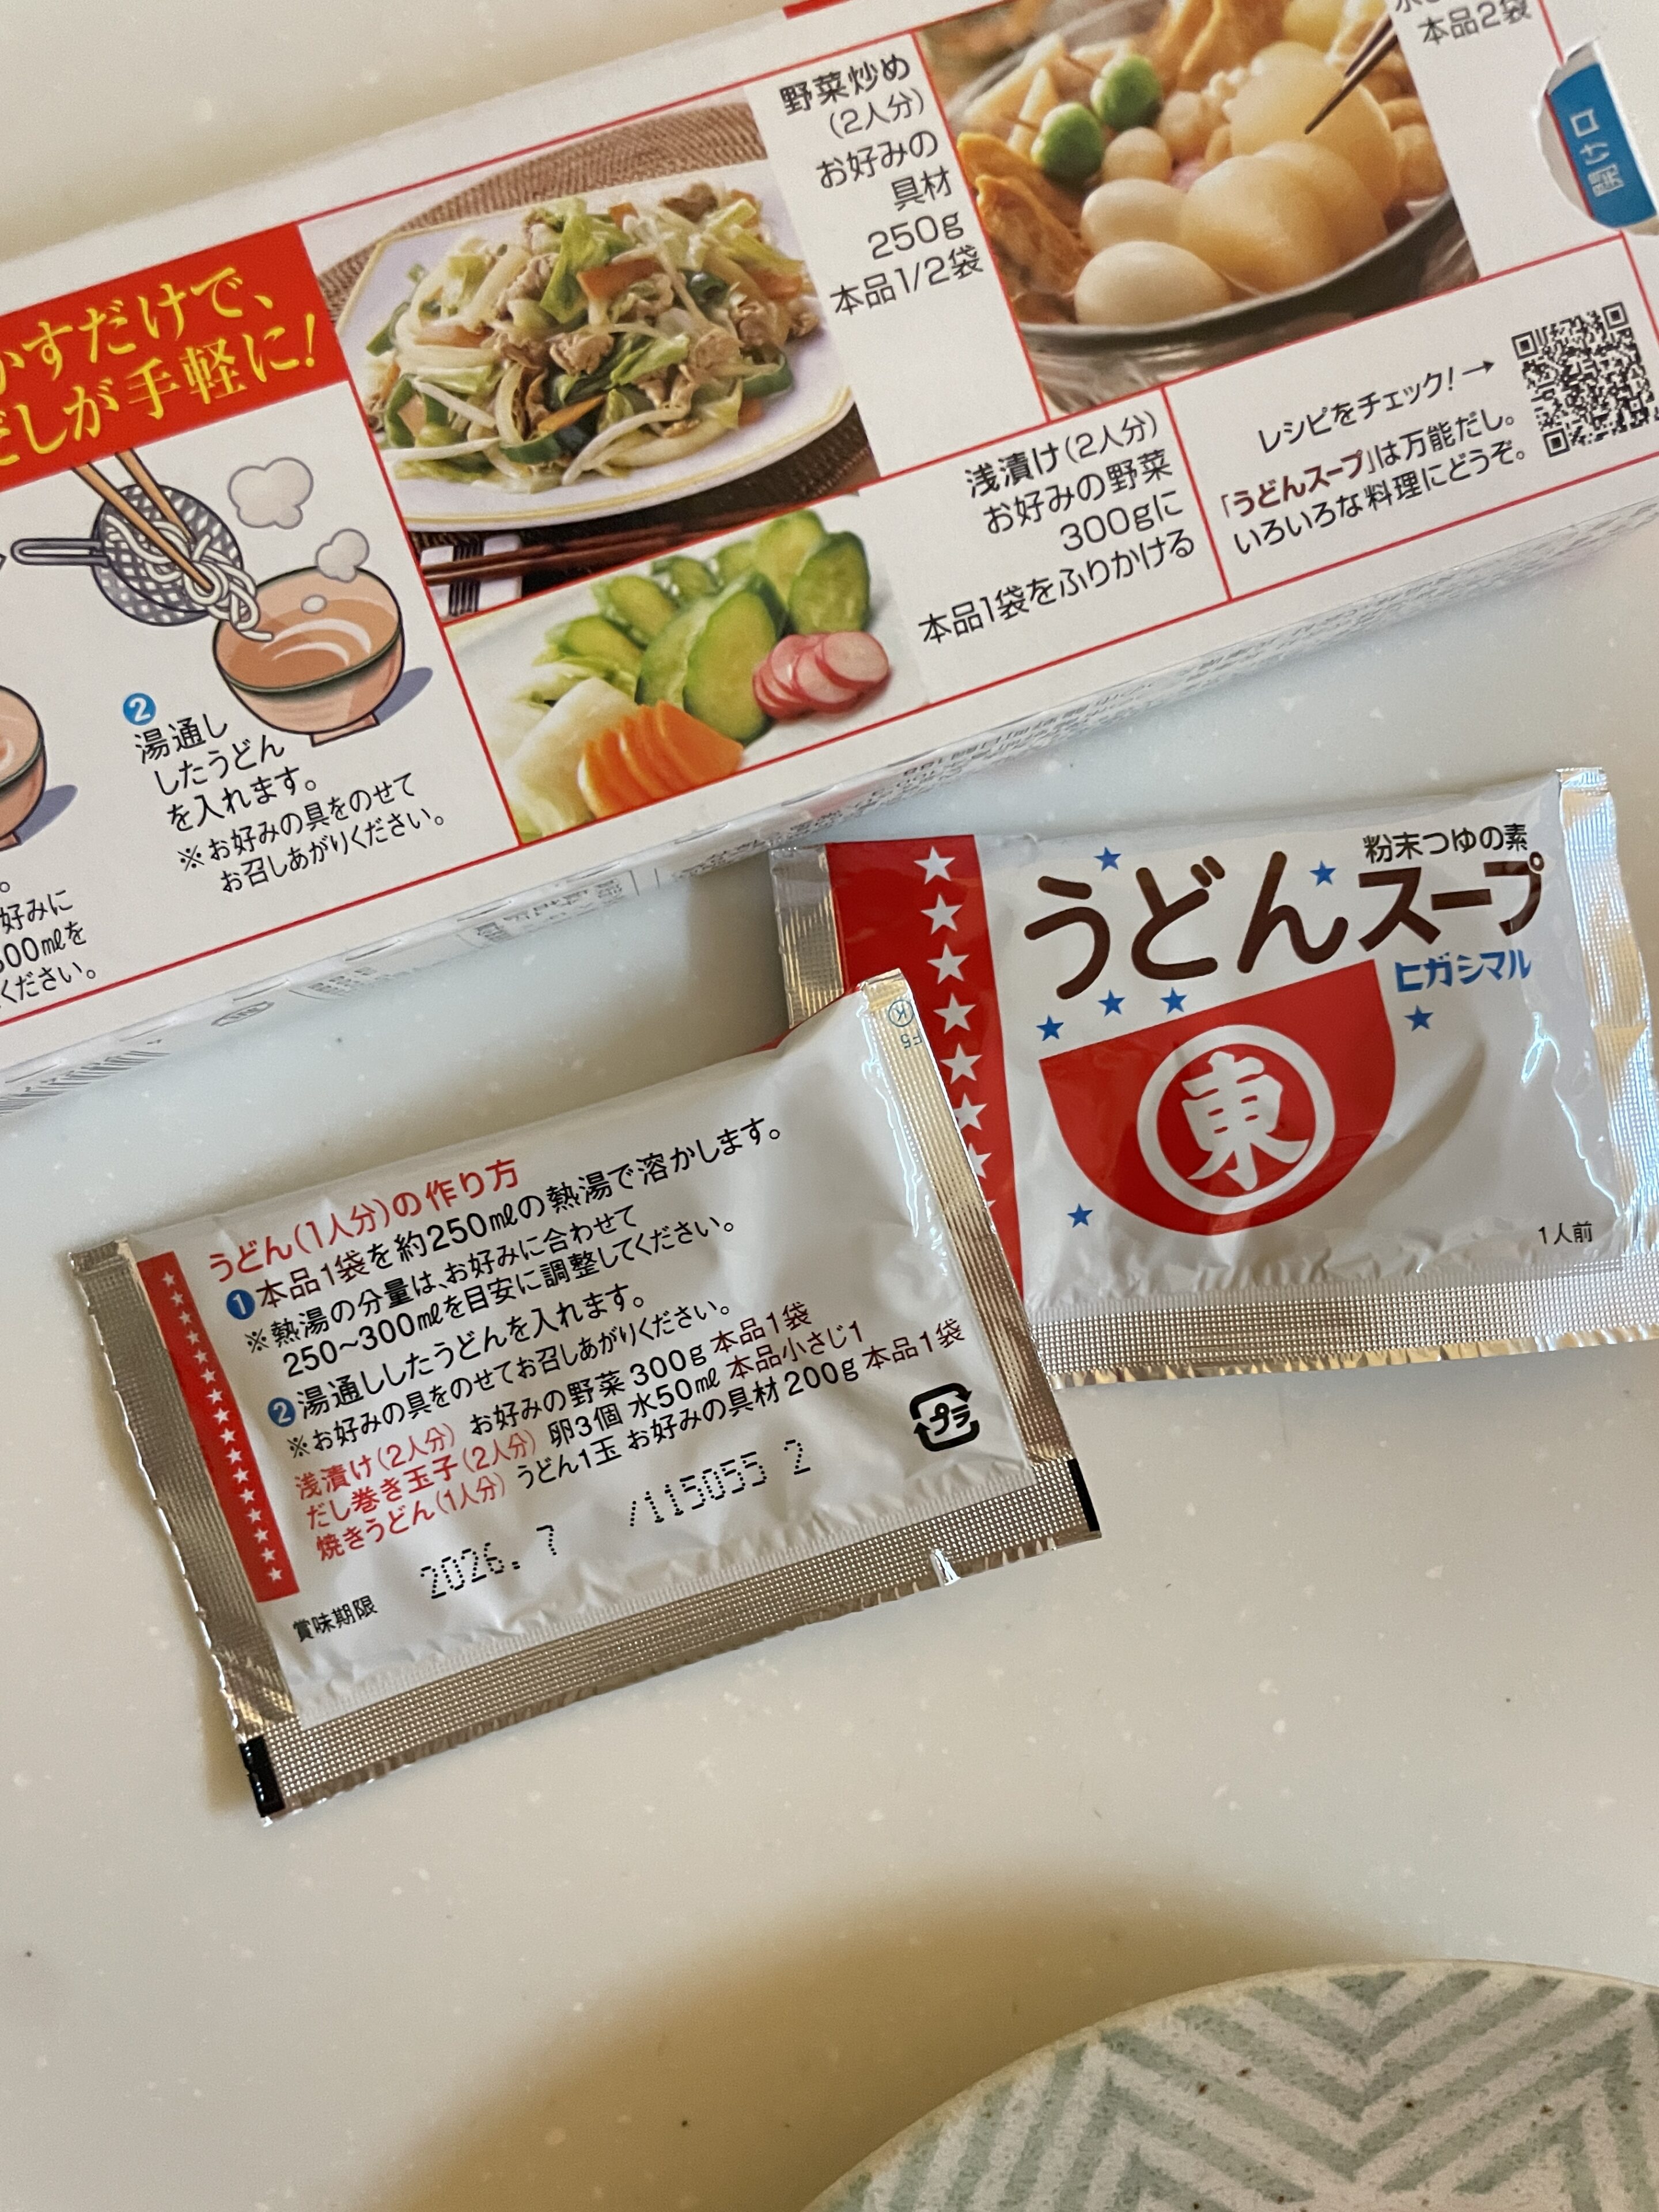 かすだけで、
だしが手軽に!
②
湯通し
したうどん
を入れます。
※お好みの具をのせて
お召しあがりください。
。
好みに
300mlを
ください。
野菜炒め
(2人分)
お好みの
具材
250g
本品1/2袋
本品2袋
開け口
浅漬け(2人分)
お好みの野菜
300gに
本品1袋をふりかける
レシピをチェック!→
「うどんスープ」は万能だし。
いろいろな料理にどうぞ。
粉末つゆの素
うどんスープ
ヒガシマル
東
1人前
K F5
うどん(1人分)の作り方
❶本品1袋を約250mlの熱湯で溶かします。
※熱湯の分量は、お好みに合わせて
250〜300mlを目安に調整してください。
❷湯通ししたうどんを入れます。
※お好みの具をのせてお召しあがりください。
浅漬け(2人分) お好みの野菜 300g 本品1袋
だし巻き玉子(2人分) 卵3個 水50ml 本品小さじ1
焼きうどん(1人分) うどん1玉 お好みの具材 200g 本品1袋
プラ
賞味期限 2026.7 /115055 2